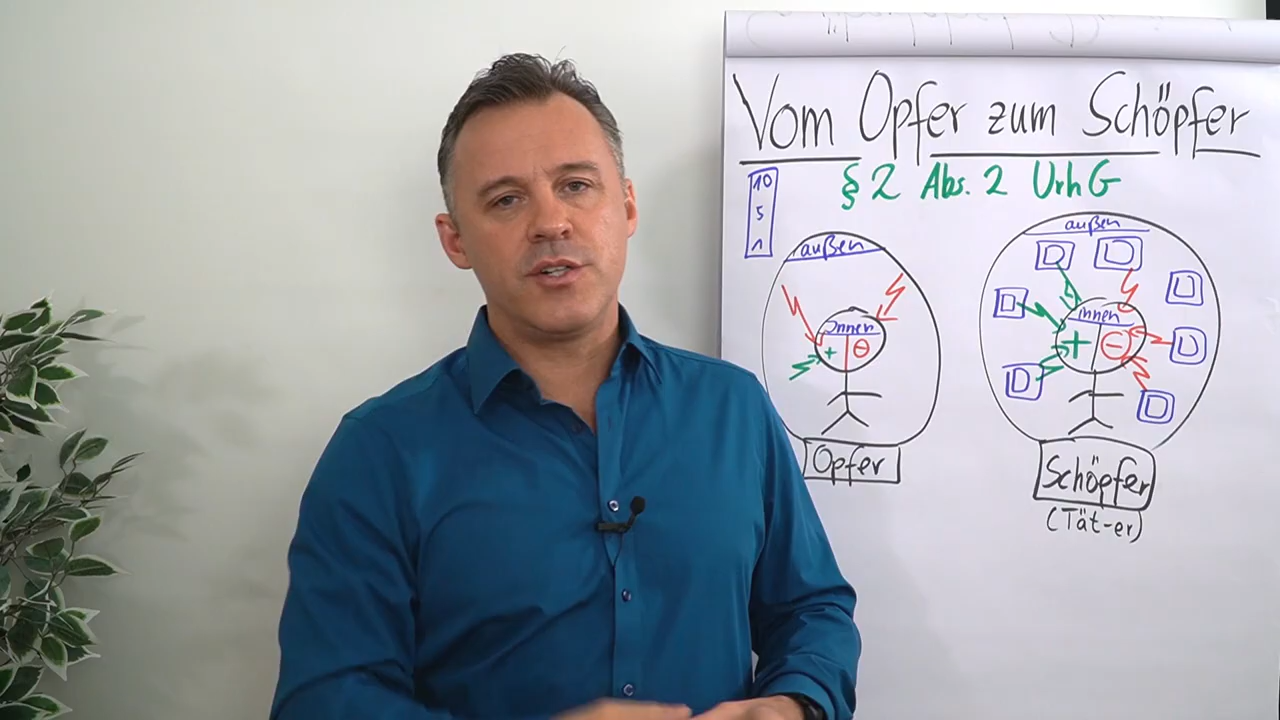 Vom Opfer zum Schöpfer
§ 2 Abs. 2 UrhG
10
5
1
außen
Innen
+ −
Opfer
außen
innen
+ −
Schöpfer
(Tät-er)